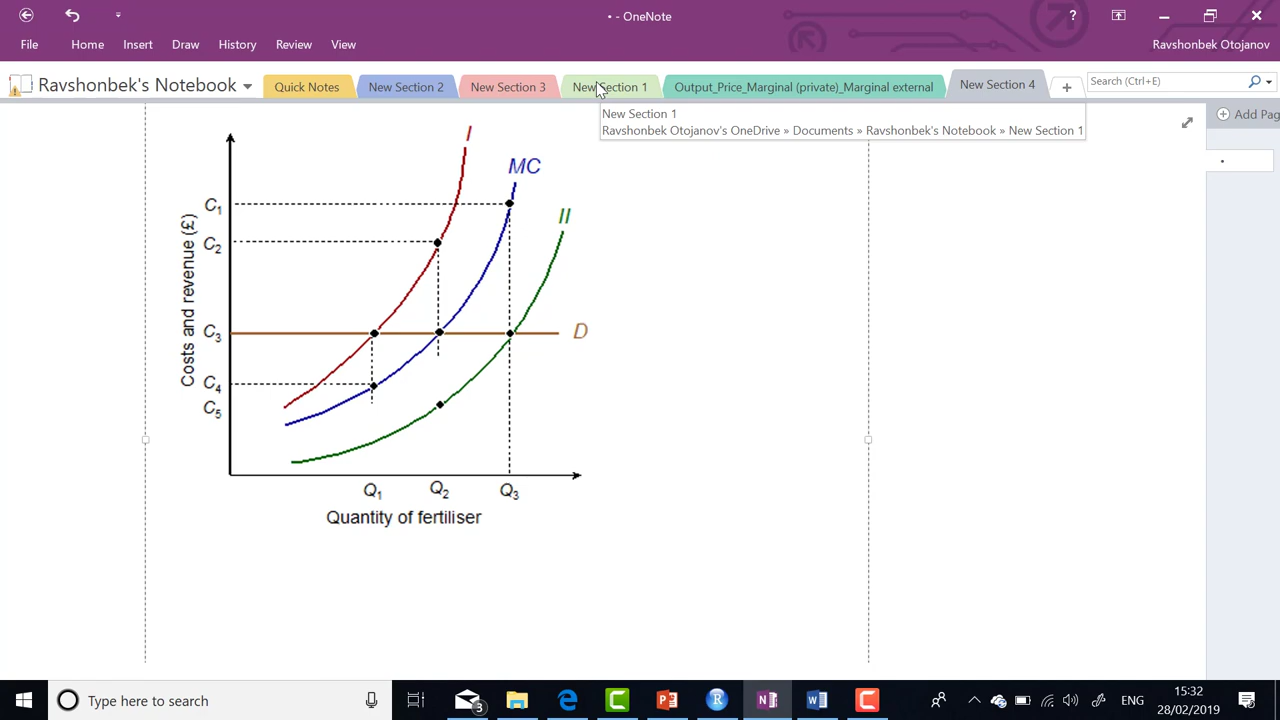 • - OneNote
?
File Home Insert Draw History Review View
Ravshonbek Otojanov
Ravshonbek's Notebook
Quick Notes
New Section 2
New Section 3
New Section 1
Output_Price_Marginal (private)_Marginal external
New Section 4
+
Search (Ctrl+E)
New Section 1
Ravshonbek Otojanov's OneDrive » Documents » Ravshonbek's Notebook » New Section 1
Add Pag
•
I
MC
II
D
Costs and revenue (£)
C1
C2
C3
C4
C5
Q1 Q2 Q3
Quantity of fertiliser
Type here to search
3
ENG
15:32
28/02/2019